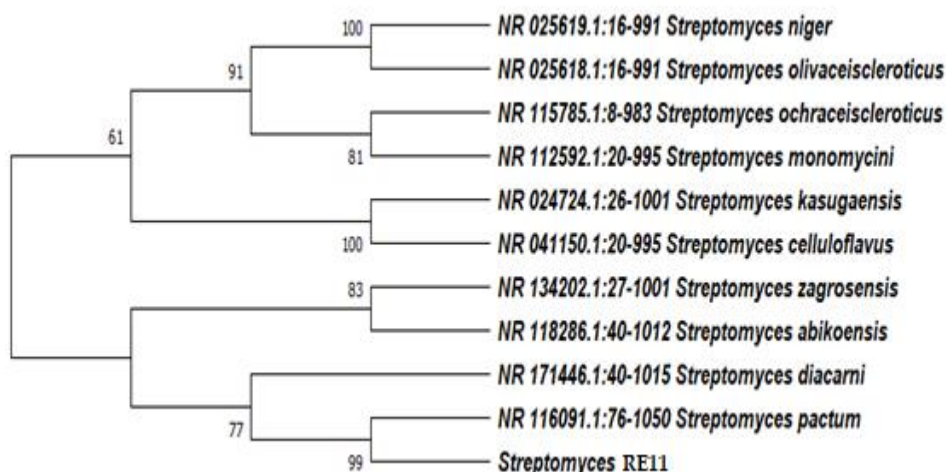 100
NR 025619.1:16-991 Streptomyces niger
NR 025618.1:16-991 Streptomyces olivaceiscleroticus
91
NR 115785.1:8-983 Streptomyces ochraceiscleroticus
81
NR 112592.1:20-995 Streptomyces monomycini
61
NR 024724.1:26-1001 Streptomyces kasugaensis
100
NR 041150.1:20-995 Streptomyces celluloflavus
83
NR 134202.1:27-1001 Streptomyces zagrosensis
NR 118286.1:40-1012 Streptomyces abikoensis
NR 171446.1:40-1015 Streptomyces diacarni
77
NR 116091.1:76-1050 Streptomyces pactum
99
Streptomyces RE11